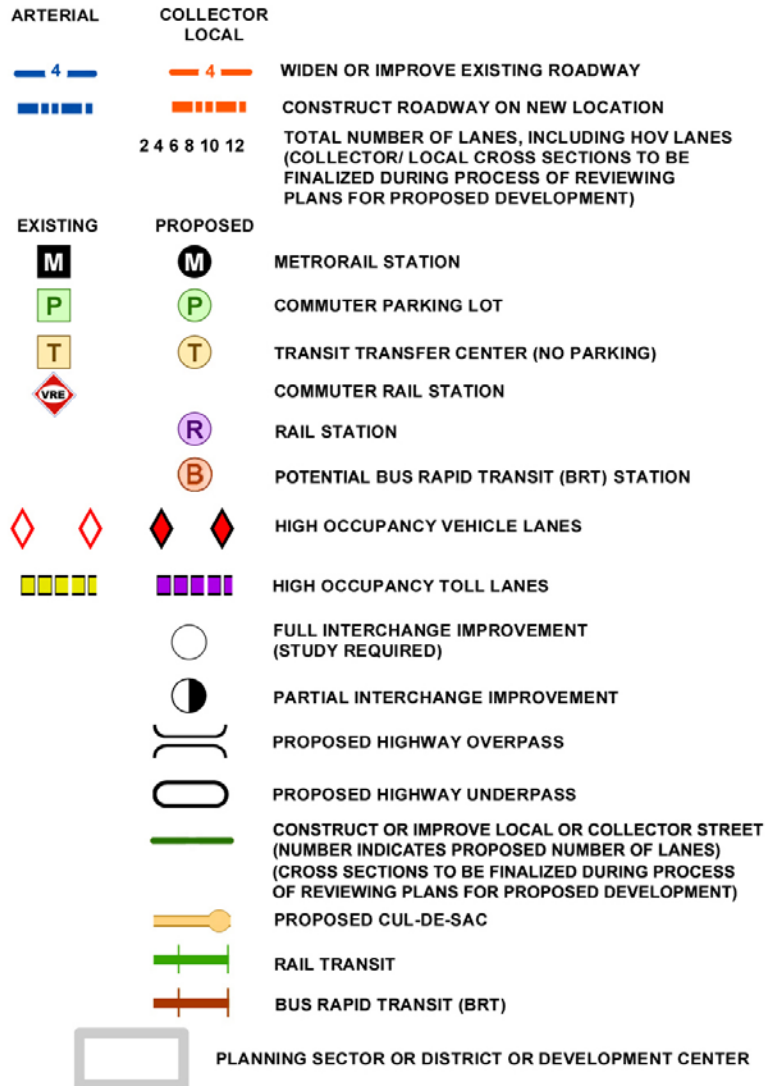 ARTERIAL COLLECTOR
LOCAL
4 4 WIDEN OR IMPROVE EXISTING ROADWAY
CONSTRUCT ROADWAY ON NEW LOCATION
2 4 6 8 10 12 TOTAL NUMBER OF LANES, INCLUDING HOV LANES
(COLLECTOR/ LOCAL CROSS SECTIONS TO BE
FINALIZED DURING PROCESS OF REVIEWING
PLANS FOR PROPOSED DEVELOPMENT)
EXISTING PROPOSED
M M METRORAIL STATION
P P COMMUTER PARKING LOT
T T TRANSIT TRANSFER CENTER (NO PARKING)
VRE COMMUTER RAIL STATION
R RAIL STATION
B POTENTIAL BUS RAPID TRANSIT (BRT) STATION
HIGH OCCUPANCY VEHICLE LANES
HIGH OCCUPANCY TOLL LANES
FULL INTERCHANGE IMPROVEMENT
(STUDY REQUIRED)
PARTIAL INTERCHANGE IMPROVEMENT
PROPOSED HIGHWAY OVERPASS
PROPOSED HIGHWAY UNDERPASS
CONSTRUCT OR IMPROVE LOCAL OR COLLECTOR STREET
(NUMBER INDICATES PROPOSED NUMBER OF LANES)
(CROSS SECTIONS TO BE FINALIZED DURING PROCESS
OF REVIEWING PLANS FOR PROPOSED DEVELOPMENT)
PROPOSED CUL-DE-SAC
RAIL TRANSIT
BUS RAPID TRANSIT (BRT)
PLANNING SECTOR OR DISTRICT OR DEVELOPMENT CENTER